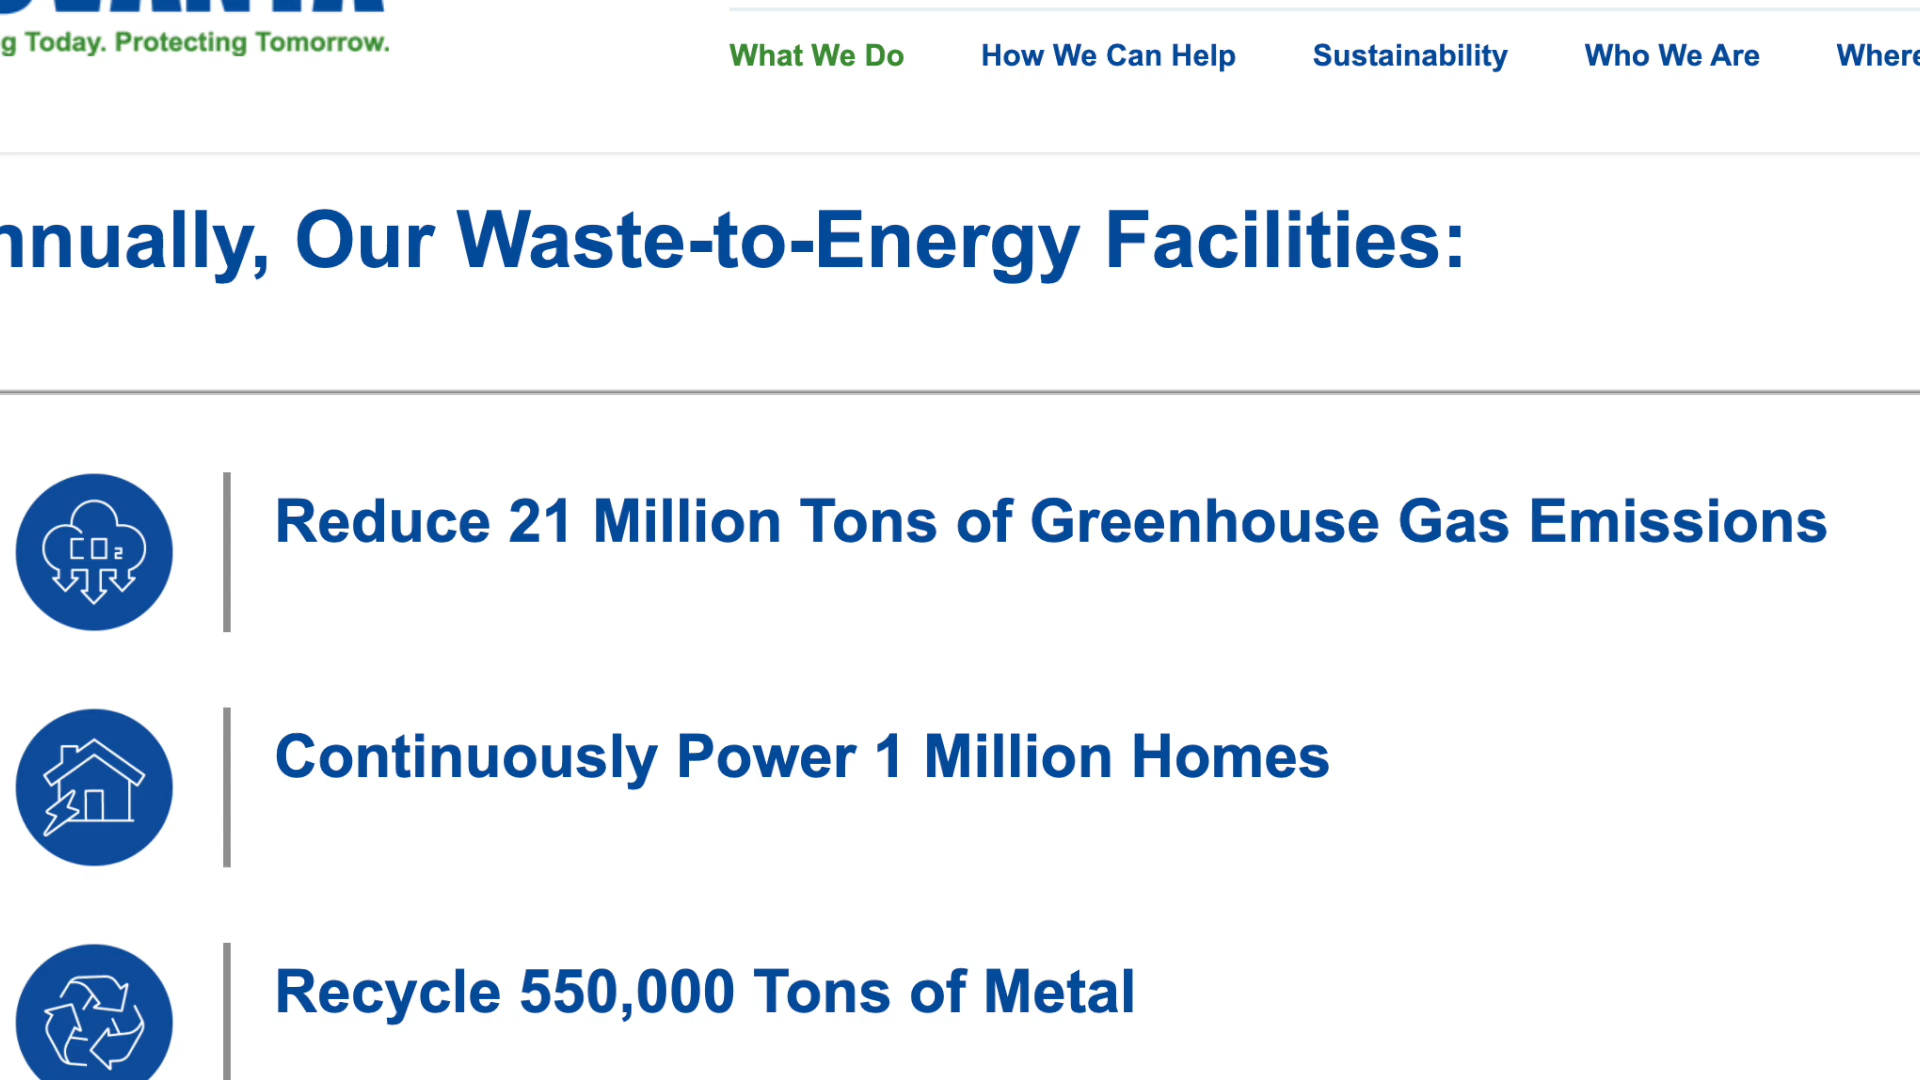 Today. Protecting Tomorrow.
What We Do How We Can Help Sustainability Who We Are Where
nnually, Our Waste-to-Energy Facilities:
CO₂
Reduce 21 Million Tons of Greenhouse Gas Emissions
Continuously Power 1 Million Homes
Recycle 550,000 Tons of Metal